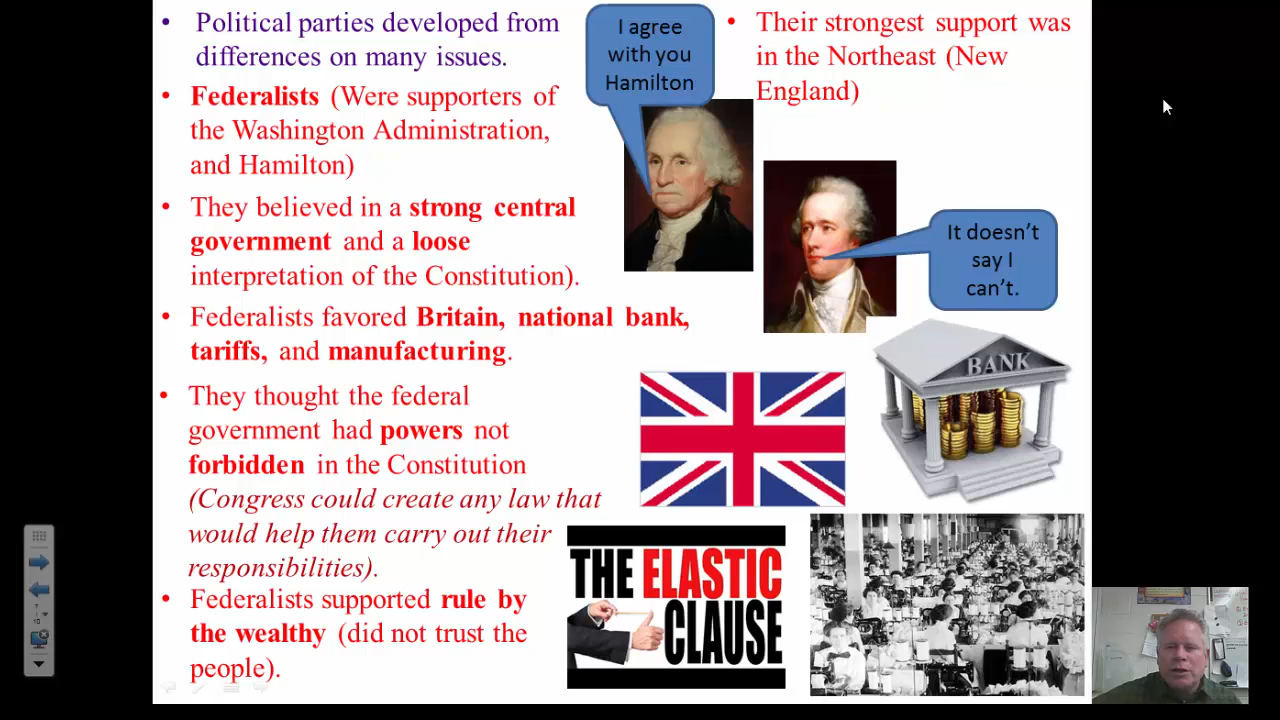 • Political parties developed from
differences on many issues.
• Federalists (Were supporters of
the Washington Administration,
and Hamilton)
• They believed in a strong central
government and a loose
interpretation of the Constitution).
• Federalists favored Britain, national bank,
tariffs, and manufacturing.
• They thought the federal
government had powers not
forbidden in the Constitution
(Congress could create any law that
would help them carry out their
responsibilities).
• Federalists supported rule by
the wealthy (did not trust the
people).
I agree
with you
Hamilton
• Their strongest support was
in the Northeast (New
England)
It doesn't
say I
can't.
BANK
THE ELASTIC
CLAUSE